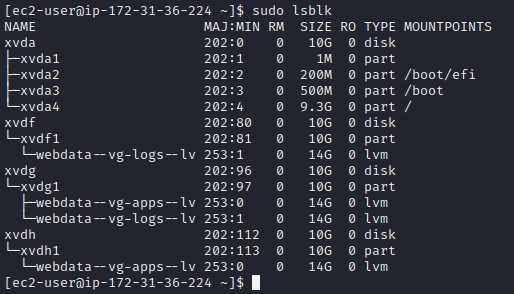 [ec2-user@ip-172-31-36-224 ~]$ sudo lsblk
NAME                      MAJ:MIN RM  SIZE RO TYPE MOUNTPOINTS
xvda                      202:0    0   10G  0 disk
├─xvda1                   202:1    0    1M  0 part
├─xvda2                   202:2    0  200M  0 part /boot/efi
├─xvda3                   202:3    0  500M  0 part /boot
└─xvda4                   202:4    0  9.3G  0 part /
xvdf                      202:80   0   10G  0 disk
└─xvdf1                   202:81   0   10G  0 part
  └─webdata--vg-logs--lv 253:1    0   14G  0 lvm
xvdg                      202:96   0   10G  0 disk
└─xvdg1                   202:97   0   10G  0 part
  ├─webdata--vg-apps--lv 253:0    0   14G  0 lvm
  └─webdata--vg-logs--lv 253:1    0   14G  0 lvm
xvdh                      202:112  0   10G  0 disk
└─xvdh1                   202:113  0   10G  0 part
  └─webdata--vg-apps--lv 253:0    0   14G  0 lvm
[ec2-user@ip-172-31-36-224 ~]$